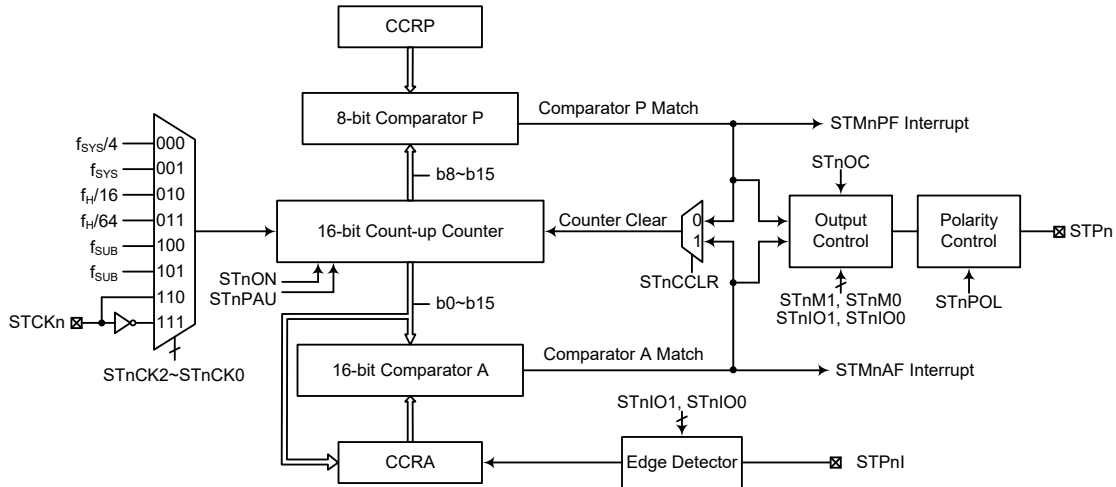 CCRP
8-bit Comparator P
Comparator P Match
STMnPF Interrupt
fSYS/4
000
fSYS
001
fH/16
010
fH/64
011
fSUB
100
fSUB
101
110
111
STCKn
STnCK2~STnCK0
b8~b15
16-bit Count-up Counter
STnON
STnPAU
b0~b15
Counter Clear
0
1
STnCCLR
STnOC
Output
Control
STnM1, STnM0
STnIO1, STnIO0
Polarity
Control
STnPOL
STPn
16-bit Comparator A
Comparator A Match
STMnAF Interrupt
STnIO1, STnIO0
CCRA
Edge Detector
STPnI